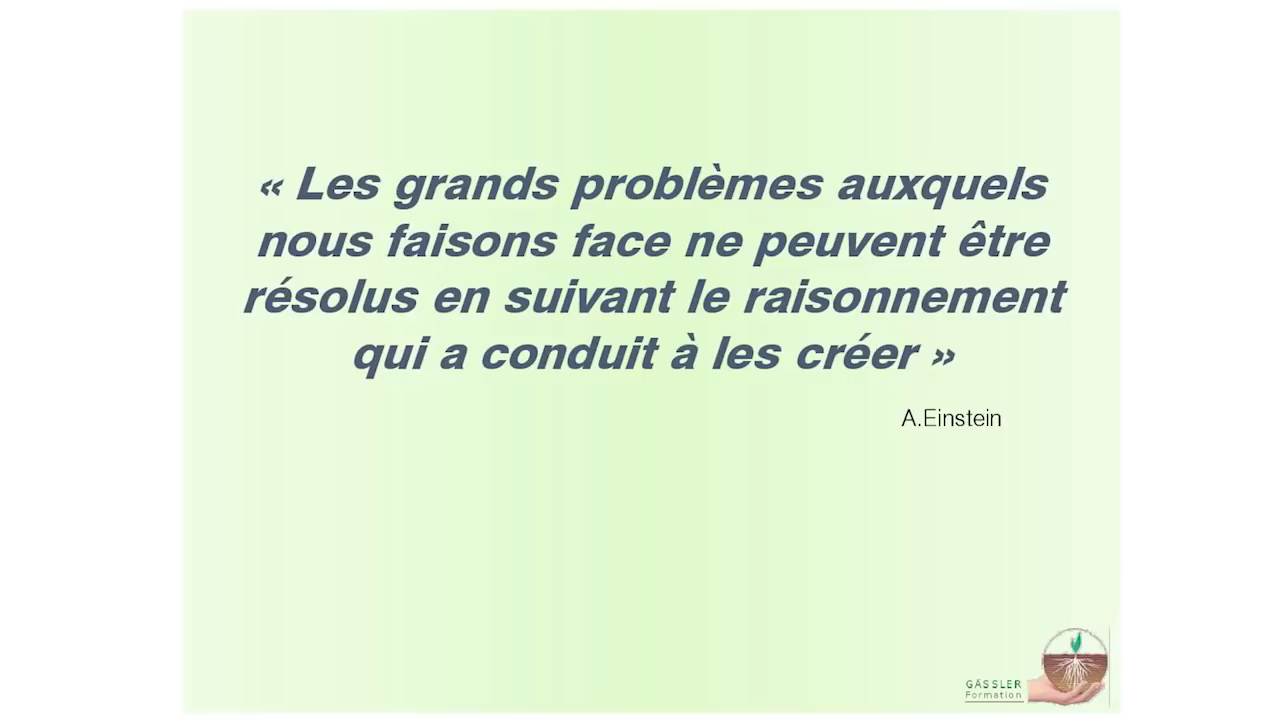 « Les grands problèmes auxquels
nous faisons face ne peuvent être
résolus en suivant le raisonnement
qui a conduit à les créer »
A.Einstein
GÄSSLER
Formation